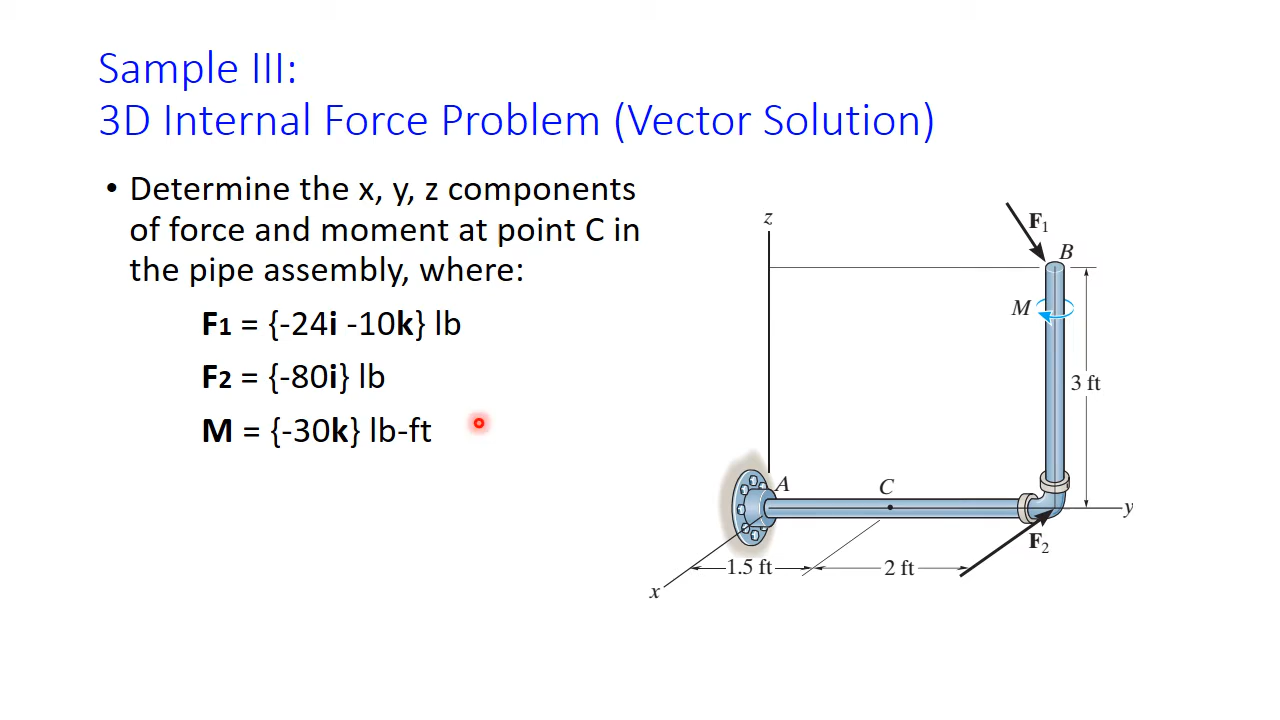 Sample III:
3D Internal Force Problem (Vector Solution)
• Determine the x, y, z components
of force and moment at point C in
the pipe assembly, where:
F1 = {-24i -10k} lb
F2 = {-80i} lb
M = {-30k} lb-ft
z
F1
B
M
3 ft
A
C
y
F2
1.5 ft
2 ft
x